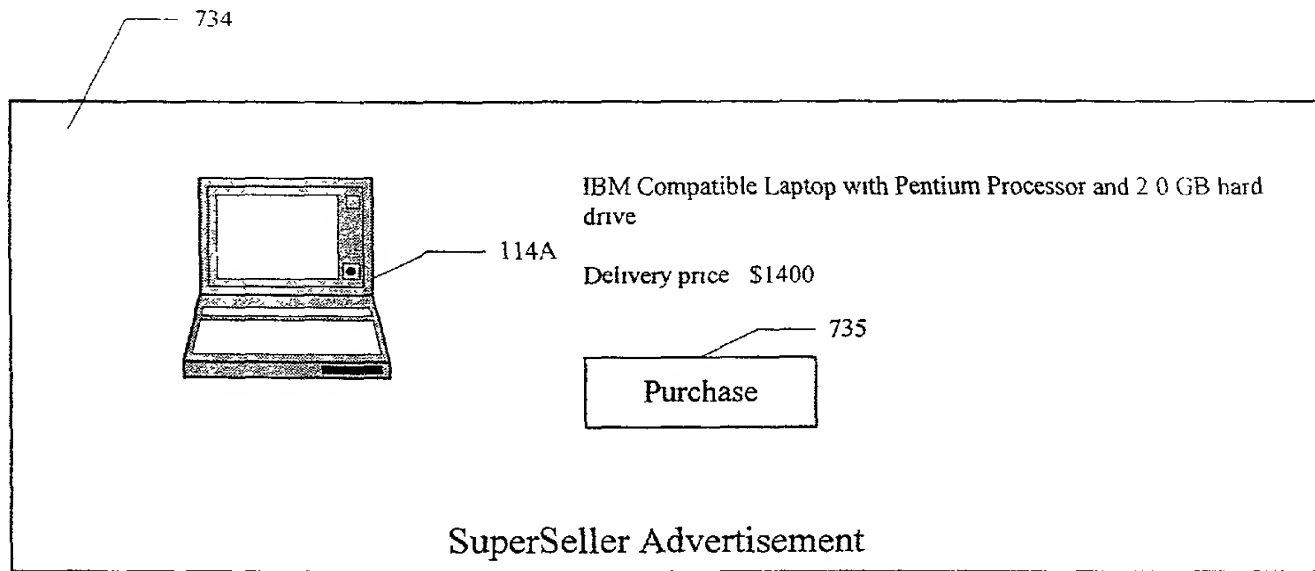 734
IBM Compatible Laptop with Pentium Processor and 2 0 GB hard
drive
114A
Delivery price $1400
735
Purchase
SuperSeller Advertisement